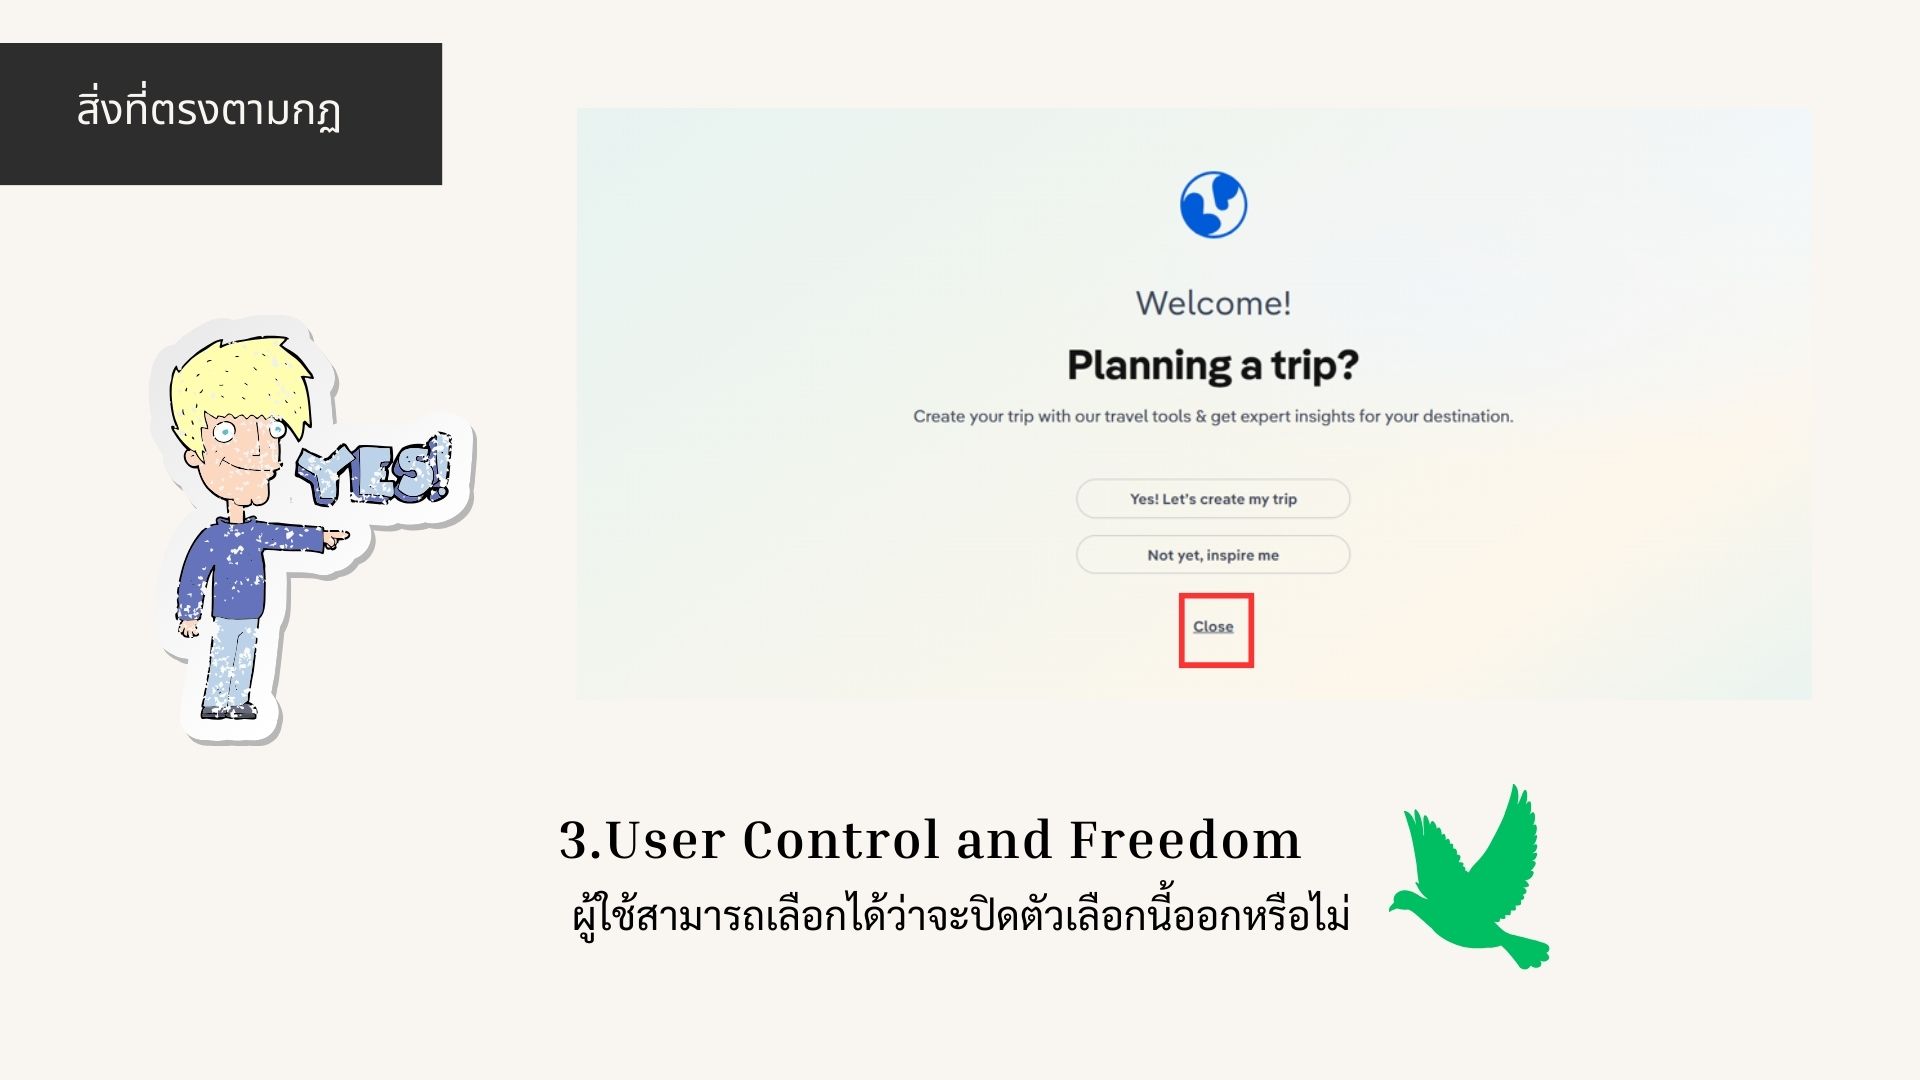 สิ่งที่ตรงตามกฏ
Welcome!
Planning a trip?
Create your trip with our travel tools & get expert insights for your destination.
Yes! Let's create my trip
Not yet, inspire me
Close
YES!
3.User Control and Freedom
ผู้ใช้สามารถเลือกได้ว่าจะปิดตัวเลือกนี้ออกหรือไม่